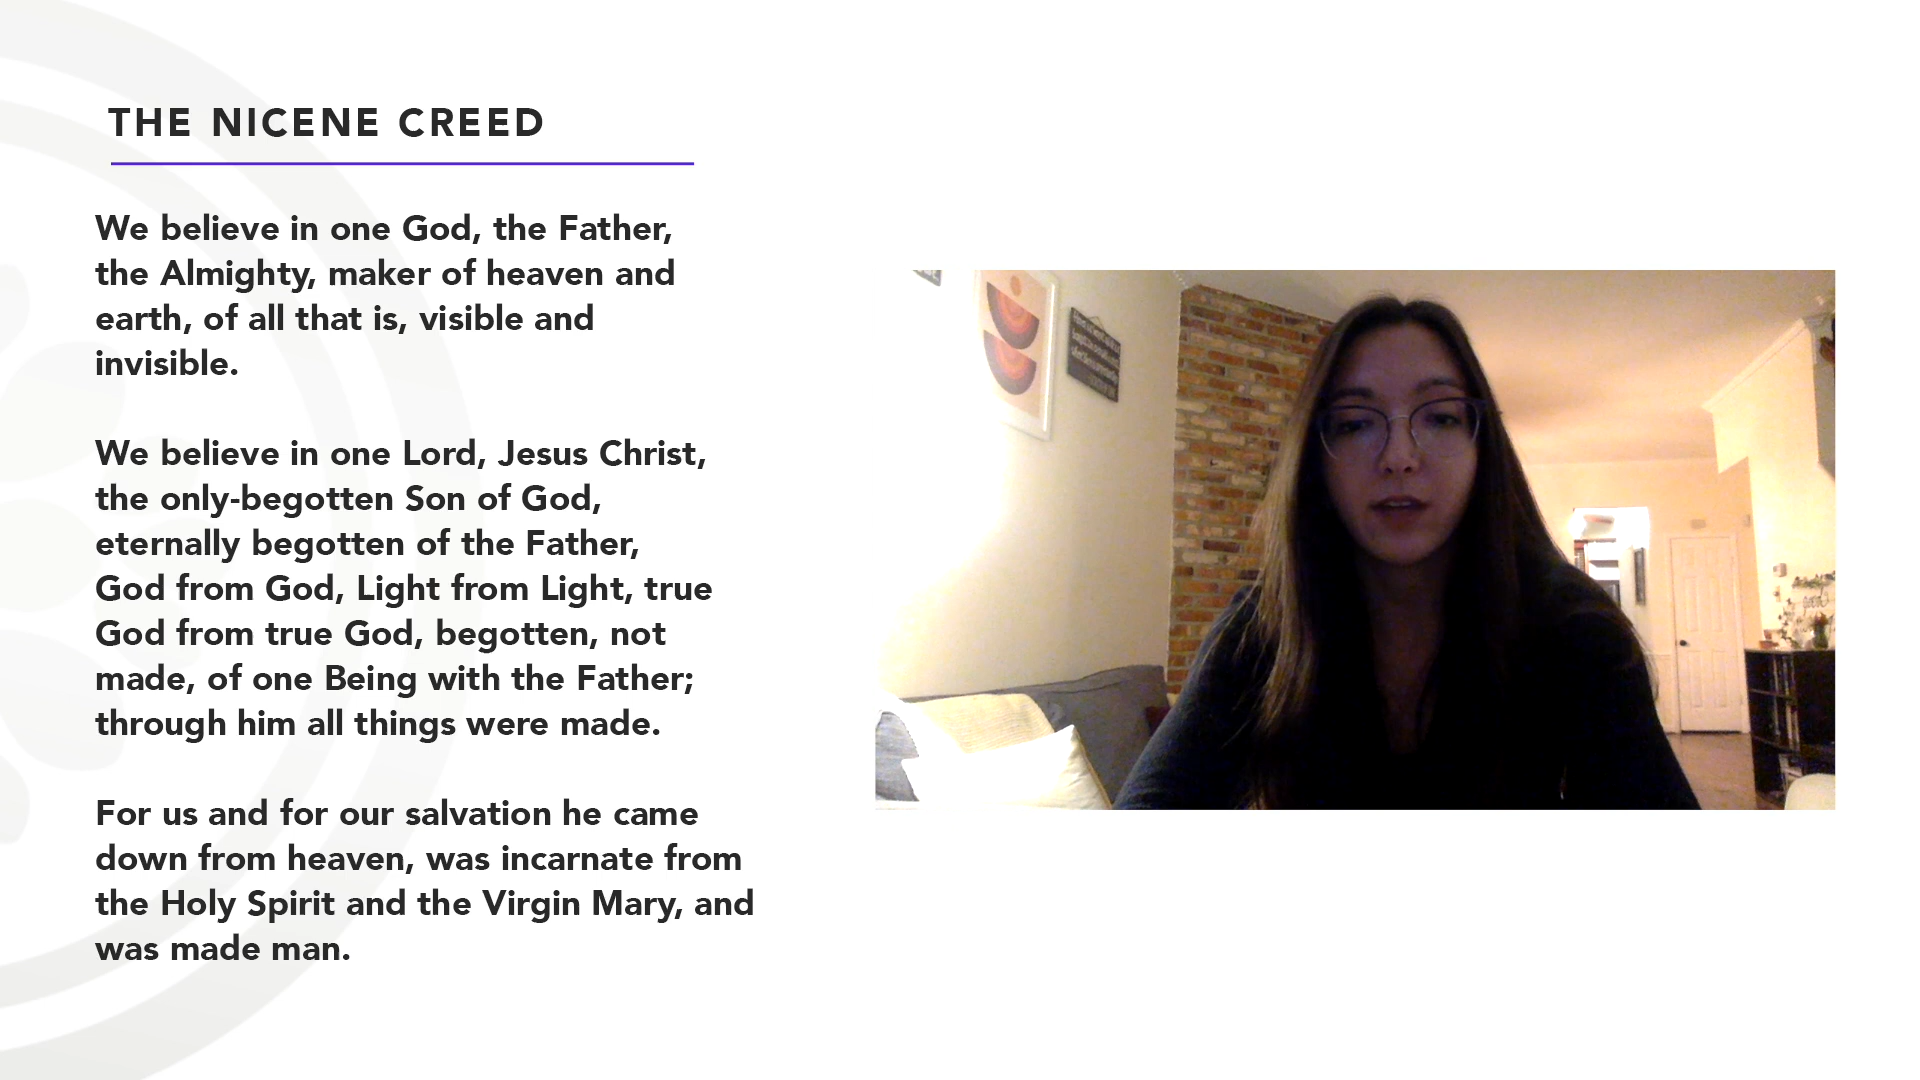 THE NICENE CREED
We believe in one God, the Father,
the Almighty, maker of heaven and
earth, of all that is, visible and
invisible.
We believe in one Lord, Jesus Christ,
the only-begotten Son of God,
eternally begotten of the Father,
God from God, Light from Light, true
God from true God, begotten, not
made, of one Being with the Father;
through him all things were made.
For us and for our salvation he came
down from heaven, was incarnate from
the Holy Spirit and the Virgin Mary, and
was made man.